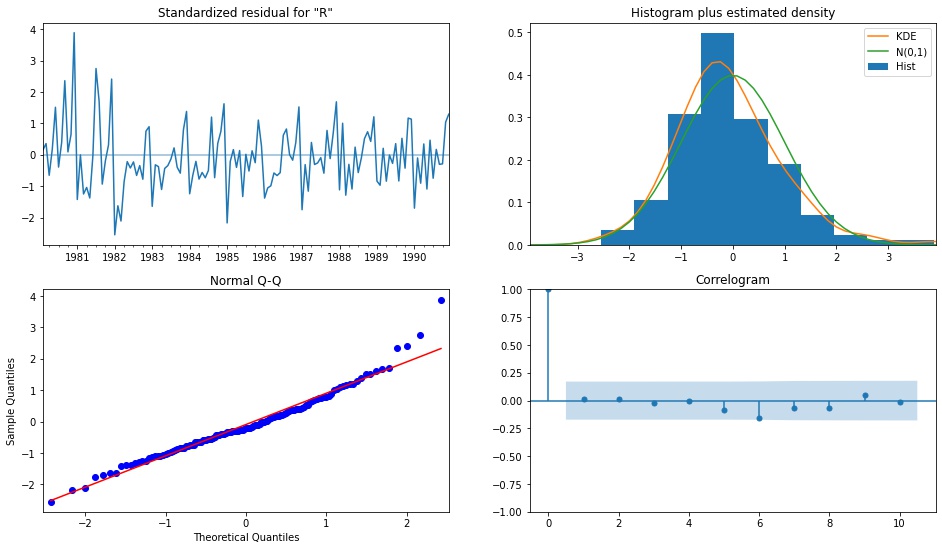 Standardized residual for "R"
4
3
2
1
0
−1
−2
1981 1982 1983 1984 1985 1986 1987 1988 1989 1990
Histogram plus estimated density
KDE
N(0,1)
Hist
0.5
0.4
0.3
0.2
0.1
0.0
−3 −2 −1 0 1 2 3
Normal Q-Q
Sample Quantiles
4
3
2
1
0
−1
−2
−2 −1 0 1 2
Theoretical Quantiles
Correlogram
1.00
0.75
0.50
0.25
0.00
−0.25
−0.50
−0.75
−1.00
0 2 4 6 8 10